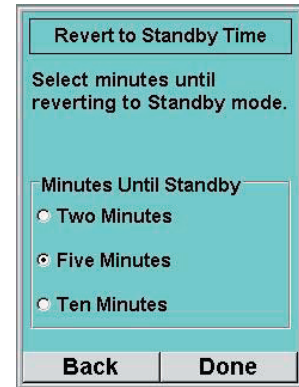 Revert to Standby Time
Select minutes until
reverting to Standby mode.
Minutes Until Standby
Two Minutes
Five Minutes
Ten Minutes
Back
Done